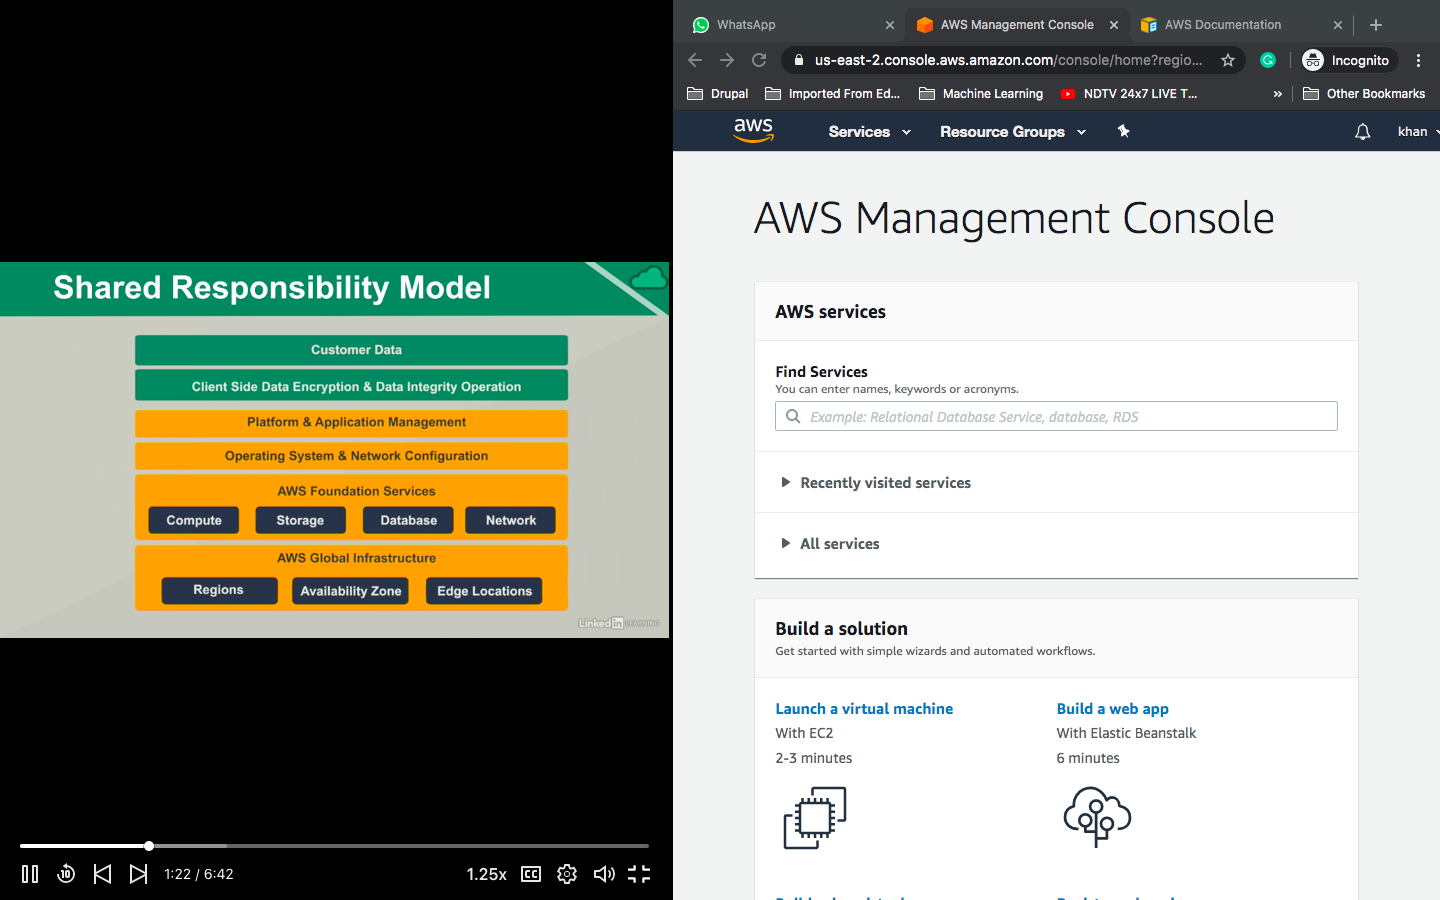 Shared Responsibility Model
Customer Data
Client Side Data Encryption & Data Integrity Operation
Platform & Application Management
Operating System & Network Configuration
AWS Foundation Services
Compute Storage Database Network
AWS Global Infrastructure
Regions Availability Zone Edge Locations
Linked in LEARNING
10
1:22 / 6:42
1.25x
CC
WhatsApp
AWS Management Console
AWS Documentation
us-east-2.console.aws.amazon.com/console/home?regio...
Incognito
Drupal
Imported From Ed...
Machine Learning
NDTV 24x7 LIVE T...
»
Other Bookmarks
aws
Services
Resource Groups
khan
AWS Management Console
AWS services
Find Services
You can enter names, keywords or acronyms.
Example: Relational Database Service, database, RDS
Recently visited services
All services
Build a solution
Get started with simple wizards and automated workflows.
Launch a virtual machine
With EC2
2-3 minutes
Build a web app
With Elastic Beanstalk
6 minutes